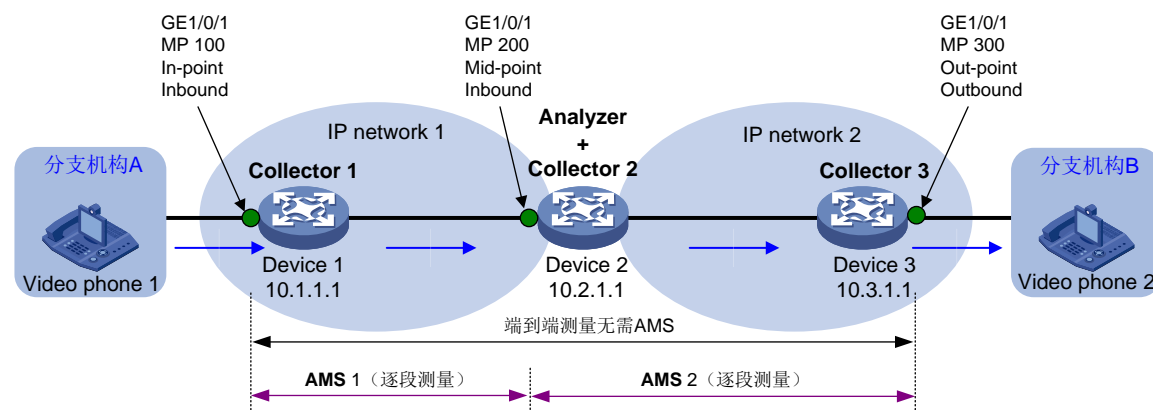 GE1/0/1
MP 100
In-point
Inbound
GE1/0/1
MP 200
Mid-point
Inbound
GE1/0/1
MP 300
Out-point
Outbound
IP network 1
Analyzer
+
Collector 2
IP network 2
分支机构A
Collector 1
Collector 3
分支机构B
Video phone 1
Device 1
10.1.1.1
Device 2
10.2.1.1
Device 3
10.3.1.1
Video phone 2
端到端测量无需AMS
AMS 1（逐段测量）
AMS 2（逐段测量）